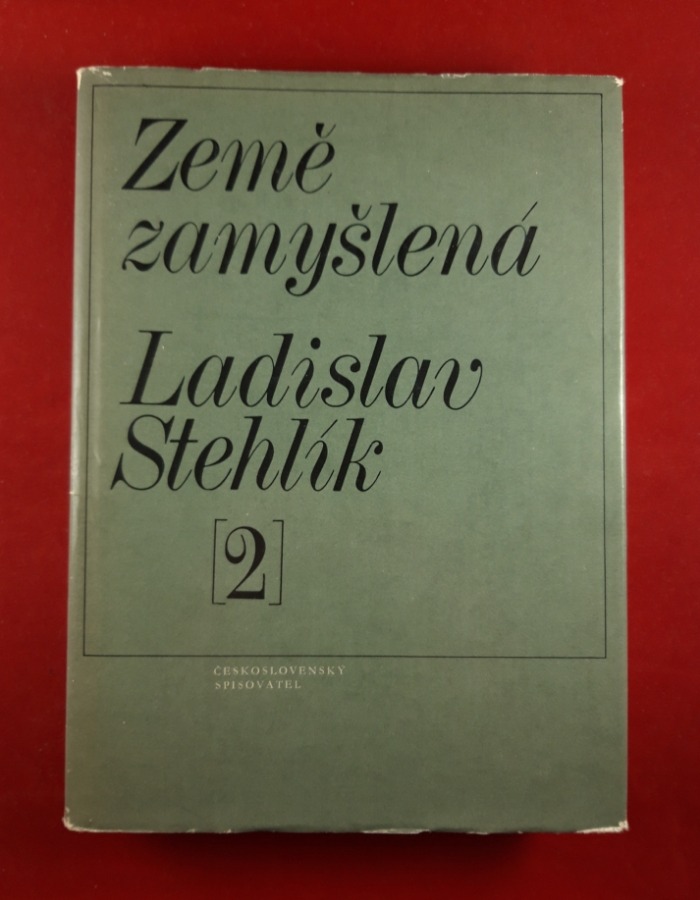 Země
zamyšlená
Ladislav
Stehlík
[2]
ČESKOSLOVENSKÝ
SPISOVATEL